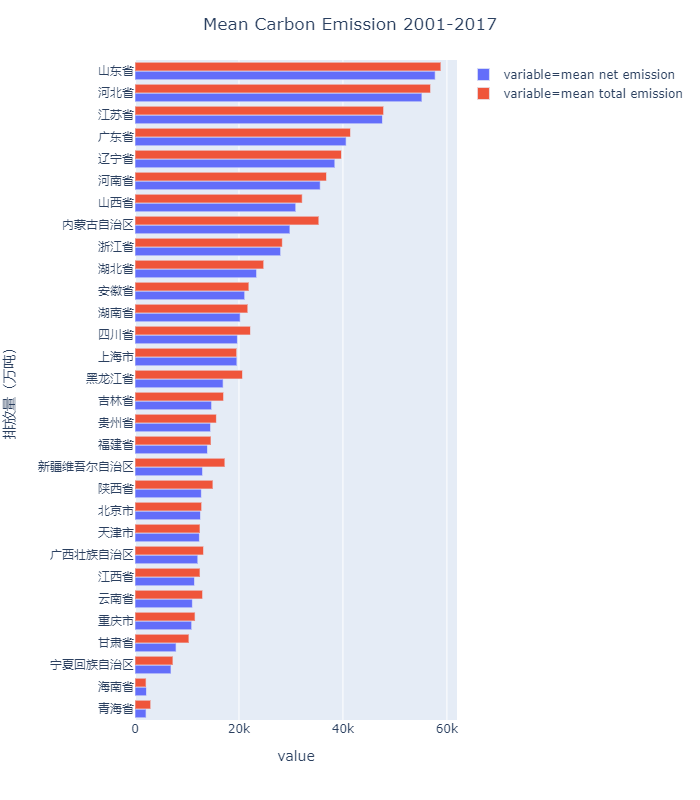 Mean Carbon Emission 2001-2017
variable=mean net emission
variable=mean total emission
排放量 (万吨)
山东省
河北省
江苏省
广东省
辽宁省
河南省
山西省
内蒙古自治区
浙江省
湖北省
安徽省
湖南省
四川省
上海市
黑龙江省
吉林省
贵州省
福建省
新疆维吾尔自治区
陕西省
北京市
天津市
广西壮族自治区
江西省
云南省
重庆市
甘肃省
宁夏回族自治区
海南省
青海省
0 20k 40k 60k
value